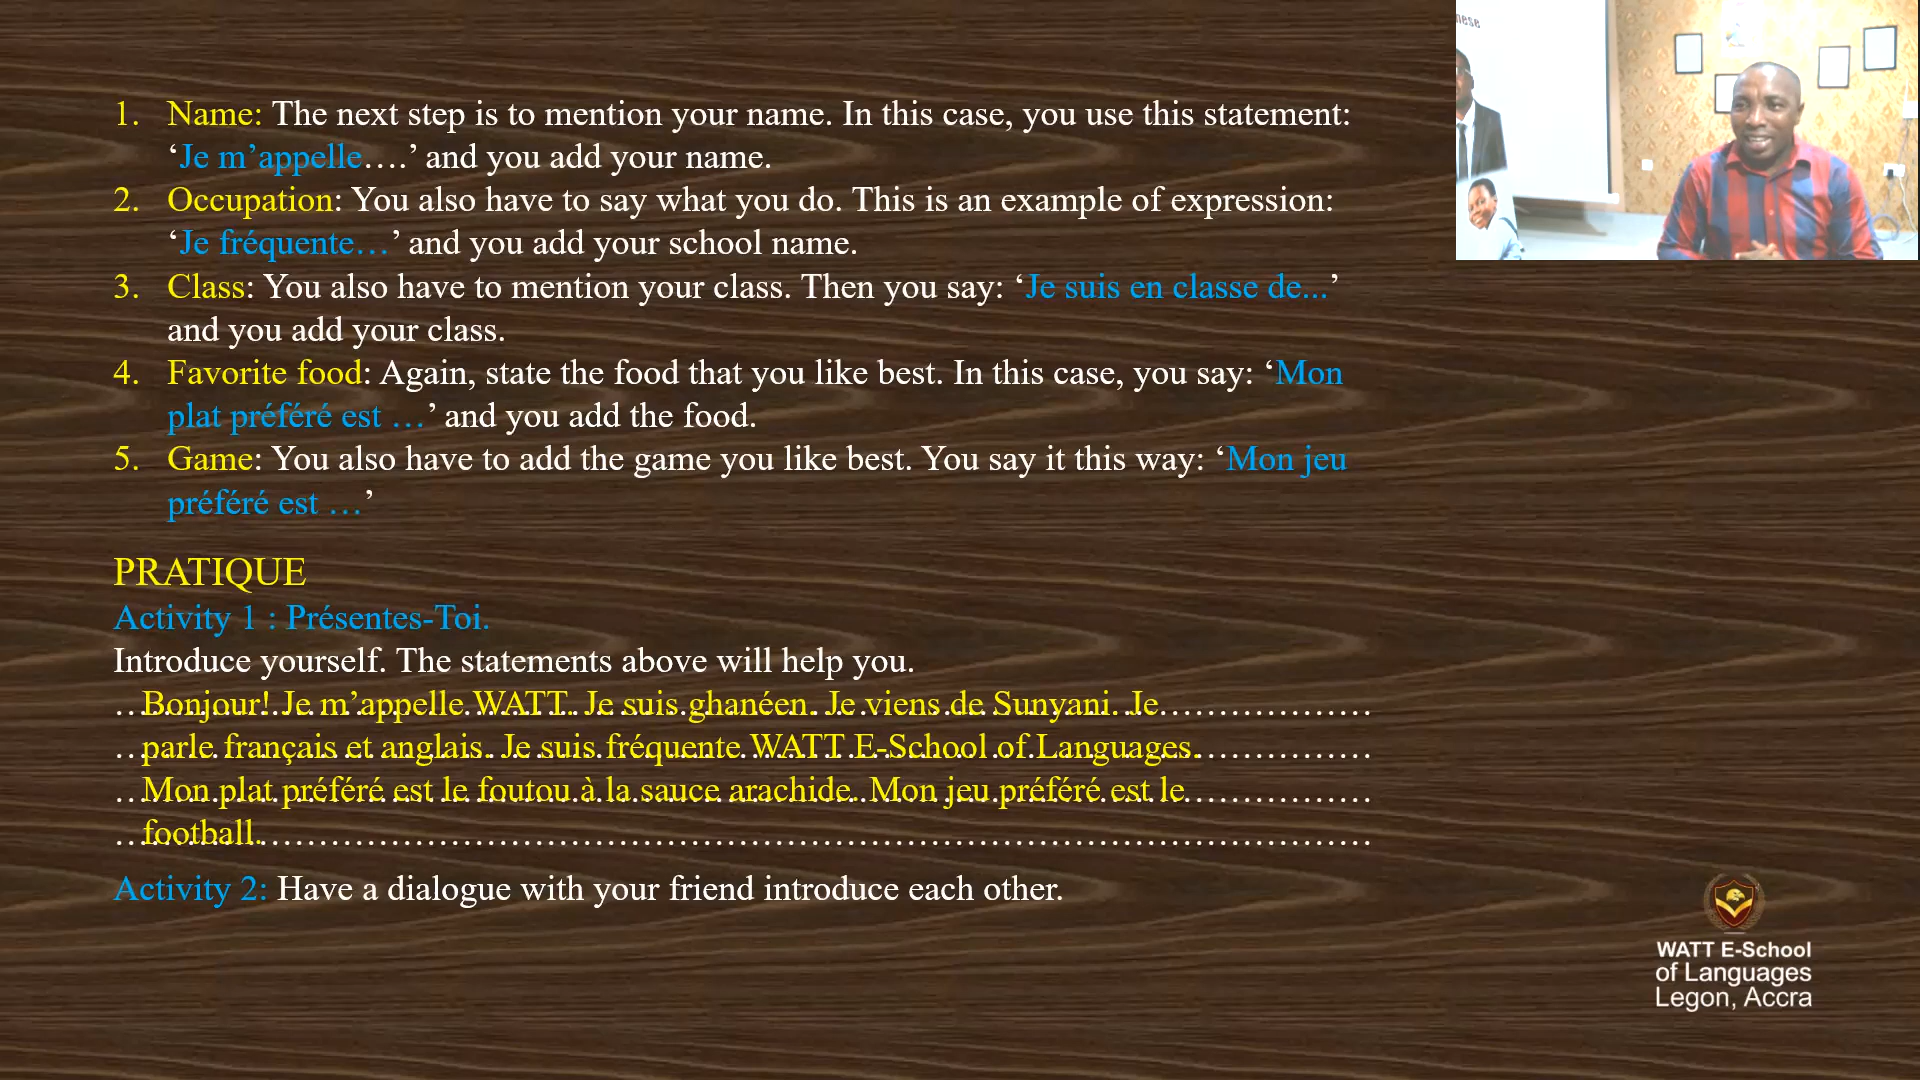 1. Name: The next step is to mention your name. In this case, you use this statement:
‘Je m’appelle….’ and you add your name.
2. Occupation: You also have to say what you do. This is an example of expression:
‘Je fréquente…’ and you add your school name.
3. Class: You also have to mention your class. Then you say: ‘Je suis en classe de...’
and you add your class.
4. Favorite food: Again, state the food that you like best. In this case, you say: ‘Mon
plat préféré est …’ and you add the food.
5. Game: You also have to add the game you like best. You say it this way: ‘Mon jeu
préféré est …’
PRATIQUE
Activity 1 : Présentes-Toi.
Introduce yourself. The statements above will help you.
Bonjour! Je m’appelle WATT. Je suis ghanéen. Je viens de Sunyani. Je
parle français et anglais. Je suis fréquente WATT E-School of Languages.
Mon plat préféré est le foutou à la sauce arachide. Mon jeu préféré est le
football.
Activity 2: Have a dialogue with your friend introduce each other.
WATT E-School
of Languages
Legon, Accra